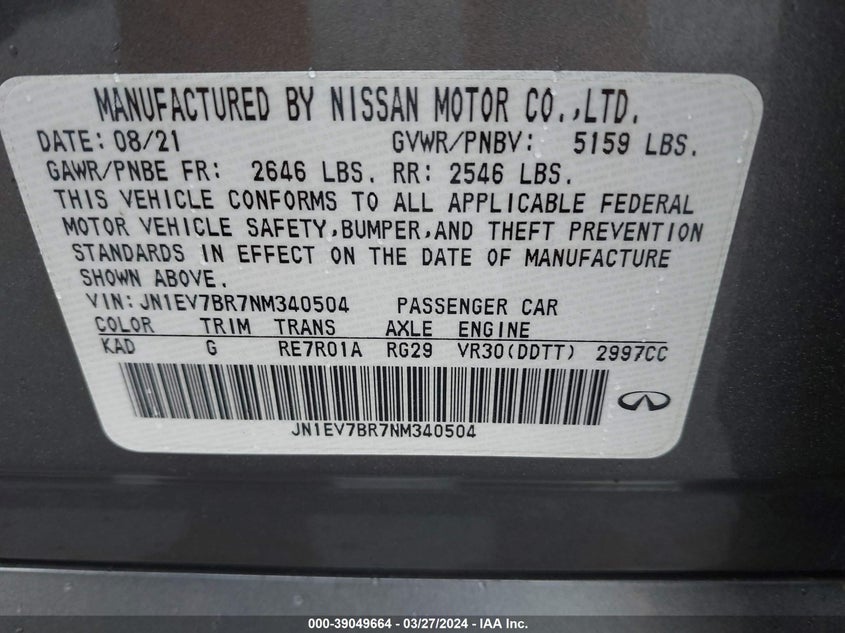 MANUFACTURED BY NISSAN MOTOR CO.,LTD.
DATE: 08/21 GVWR/PNBV: 5159 LBS.
GAWR/PNBE FR: 2646 LBS. RR: 2546 LBS.
THIS VEHICLE CONFORMS TO ALL APPLICABLE FEDERAL
MOTOR VEHICLE SAFETY,BUMPER,AND THEFT PREVENTION
STANDARDS IN EFFECT ON THE DATE OF MANUFACTURE
SHOWN ABOVE.
VIN: JN1EV7BR7NM340504 PASSENGER CAR
COLOR TRIM TRANS AXLE ENGINE
KAD G RE7R01A RG29 VR30(DDTT) 2997CC
JN1EV7BR7NM340504
000-39049664 - 03/27/2024 - IAA Inc.